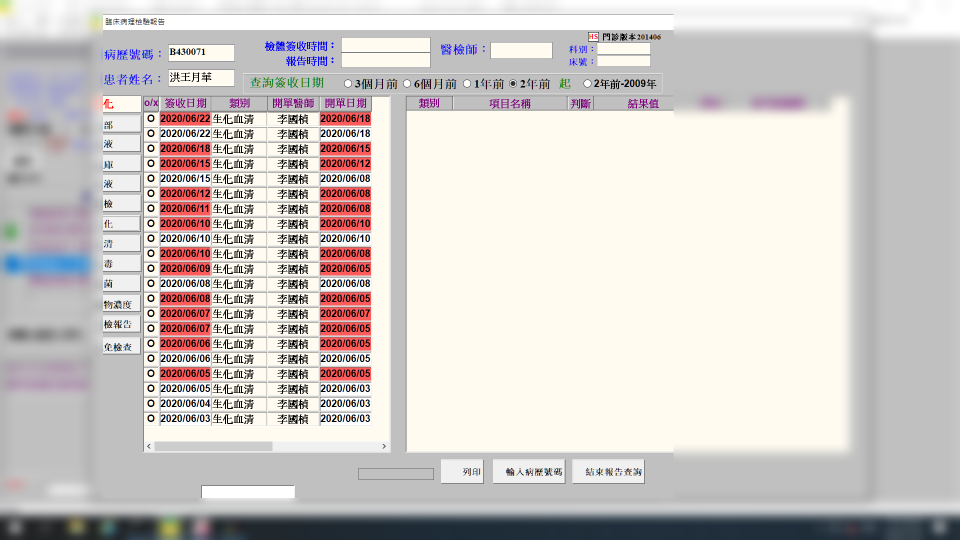 臨床病理檢驗報告
HS 門診版本201406
病歷號碼： B430071 檢體簽收時間： 醫檢師： 科別：
報告時間： 床號：
患者姓名： 洪王月華 查詢簽收日期 3個月前 6個月前 1年前 2年前 起 2年前-2009年
化 o/x 簽收日期 類別 開單醫師 開單日期 類別 項目名稱 判斷 結果值
部 O 2020/06/22 生化血清 李國楨 2020/06/18
O 2020/06/22 生化血清 李國楨 2020/06/18
液 O 2020/06/18 生化血清 李國楨 2020/06/15
庫 O 2020/06/15 生化血清 李國楨 2020/06/12
液 O 2020/06/15 生化血清 李國楨 2020/06/08
O 2020/06/12 生化血清 李國楨 2020/06/08
檢 O 2020/06/11 生化血清 李國楨 2020/06/08
化 O 2020/06/10 生化血清 李國楨 2020/06/10
清 O 2020/06/10 生化血清 李國楨 2020/06/10
O 2020/06/10 生化血清 李國楨 2020/06/08
毒 O 2020/06/09 生化血清 李國楨 2020/06/05
菌 O 2020/06/08 生化血清 李國楨 2020/06/08
物濃度 O 2020/06/08 生化血清 李國楨 2020/06/05
O 2020/06/07 生化血清 李國楨 2020/06/07
檢報告 O 2020/06/07 生化血清 李國楨 2020/06/05
免檢查 O 2020/06/06 生化血清 李國楨 2020/06/05
O 2020/06/06 生化血清 李國楨 2020/06/05
O 2020/06/05 生化血清 李國楨 2020/06/05
O 2020/06/05 生化血清 李國楨 2020/06/03
O 2020/06/04 生化血清 李國楨 2020/06/03
O 2020/06/03 生化血清 李國楨 2020/06/03
列印 輸入病歷號碼 結束報告查詢